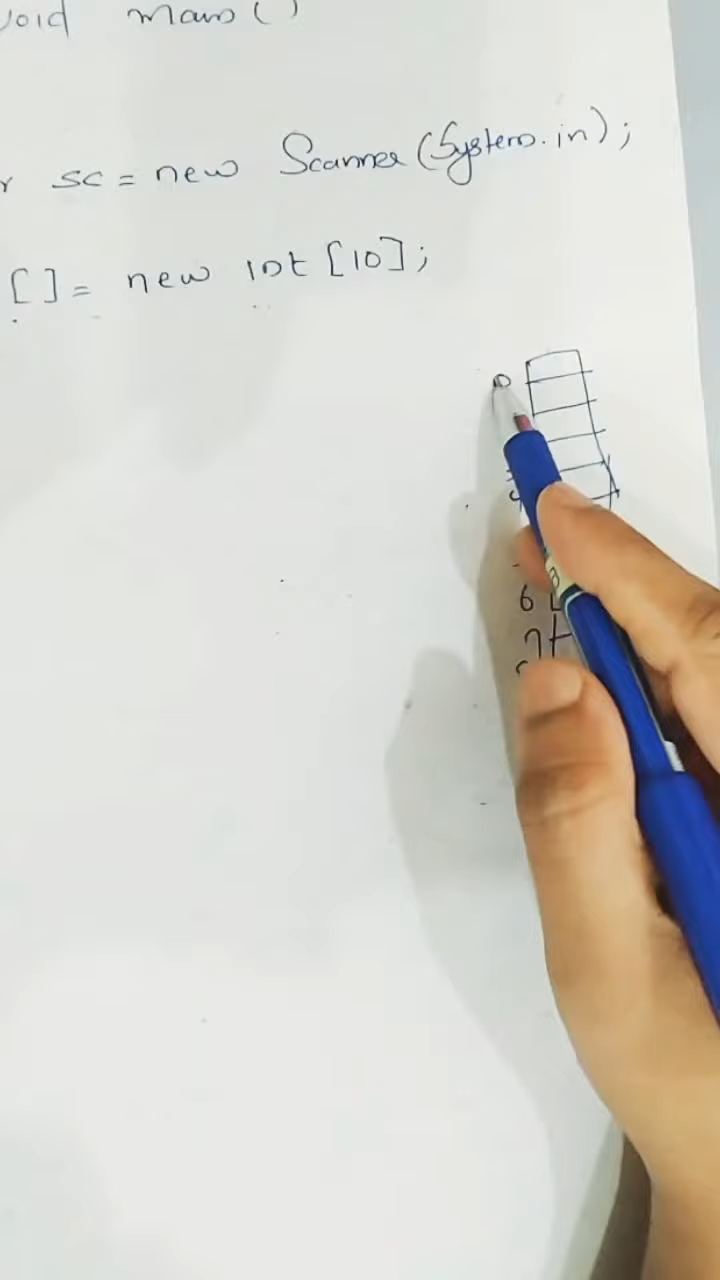 void main()
r sc = new Scanner (System.in);
[] = new int [10];
0
6
7